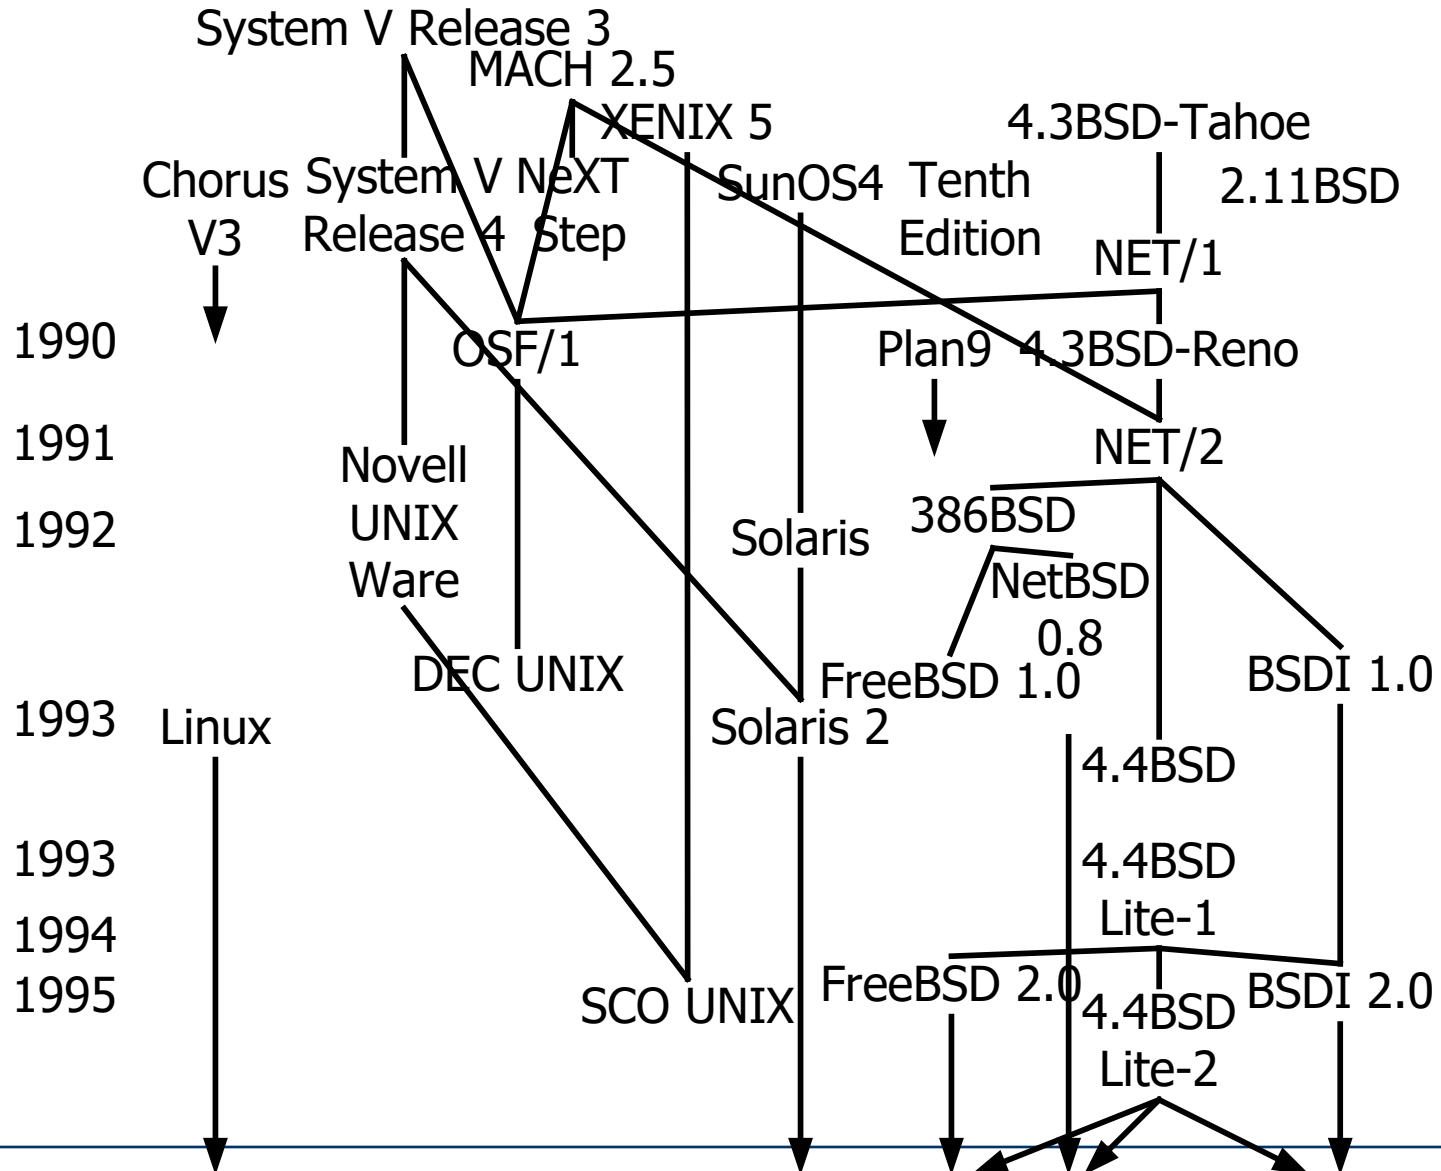 System V Release 3
MACH 2.5
XENIX 5
4.3BSD-Tahoe
Chorus
V3
System V
Release 4
NeXT
Step
SunOS4
Tenth
Edition
2.11BSD
NET/1
1990
OSF/1
Plan9
4.3BSD-Reno
1991
NET/2
Novell
UNIX
Ware
1992
Solaris
386BSD
NetBSD
0.8
DEC UNIX
FreeBSD 1.0
BSDI 1.0
1993
Linux
Solaris 2
4.4BSD
1993
4.4BSD
Lite-1
1994
1995
SCO UNIX
FreeBSD 2.0
4.4BSD
Lite-2
BSDI 2.0